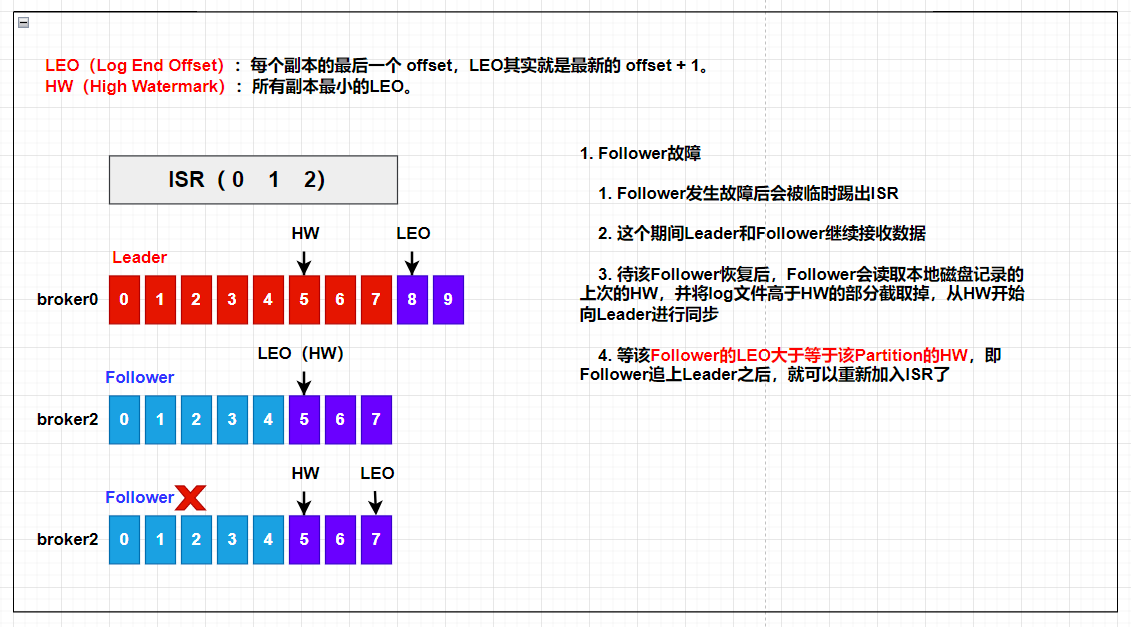 LEO（Log End Offset）：每个副本的最后一个 offset，LEO其实就是最新的 offset + 1。
HW（High Watermark）：所有副本最小的LEO。
ISR（0 1 2)
HW LEO
Leader
broker0 0 1 2 3 4 5 6 7 8 9
LEO（HW）
Follower
broker2 0 1 2 3 4 5 6 7
HW LEO
Follower
broker2 0 1 2 3 4 5 6 7
1. Follower故障
1. Follower发生故障后会被临时踢出ISR
2. 这个期间Leader和Follower继续接收数据
3. 待该Follower恢复后，Follower会读取本地磁盘记录的
上次的HW，并将log文件高于HW的部分截取掉，从HW开始
向Leader进行同步
4. 等该Follower的LEO大于等于该Partition的HW，即
Follower追上Leader之后，就可以重新加入ISR了